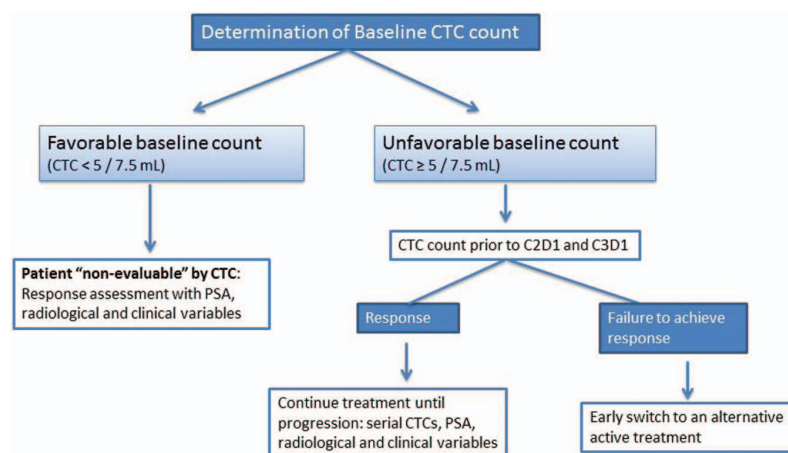 Determination of Baseline CTC count
Favorable baseline count
(CTC < 5 / 7.5 mL)
Unfavorable baseline count
(CTC ≥ 5 / 7.5 mL)
CTC count prior to C2D1 and C3D1
Patient “non-evaluable” by CTC:
Response assessment with PSA,
radiological and clinical variables
Response
Failure to achieve
response
Continue treatment until
progression: serial CTCs, PSA,
radiological and clinical variables
Early switch to an alternative
active treatment